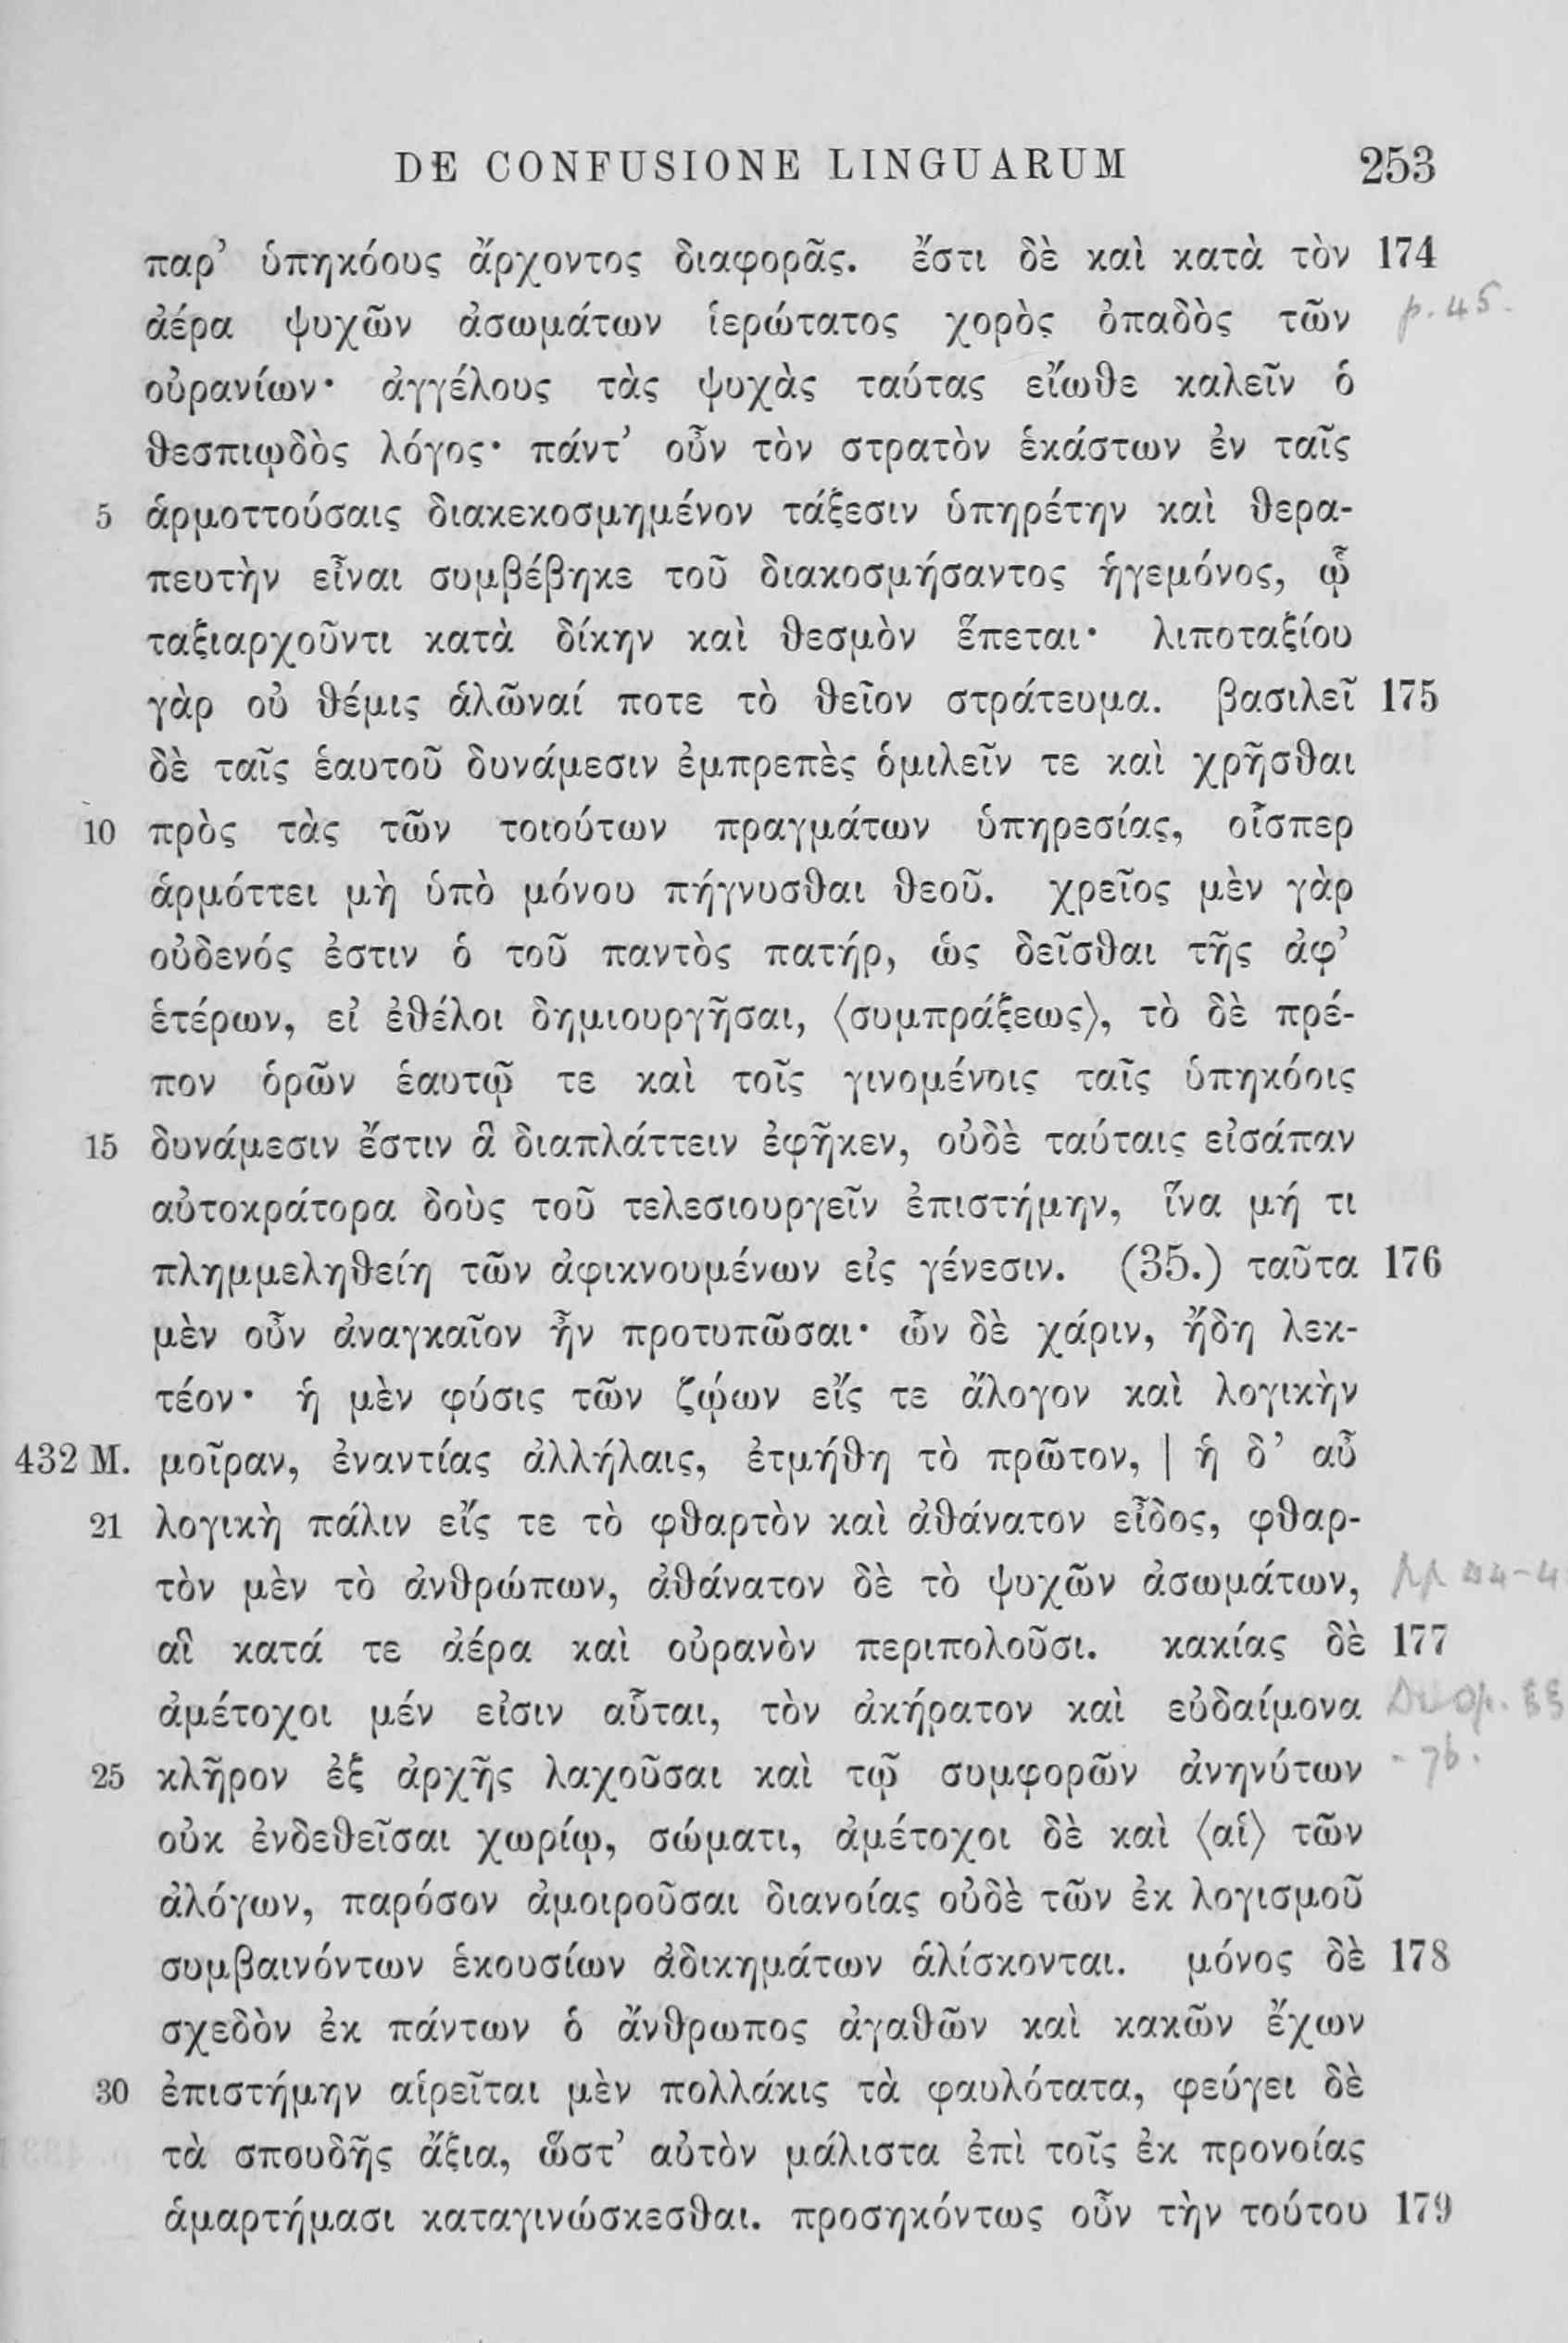 DE CONFUSIONE LINGUARUM 253
παρ’ ὑπηκόους ἄρχοντος διαφορᾶς. ἔστι δὲ καὶ κατὰ τὸν 174
ἀέρα ψυχῶν ἀσωμάτων ἱερώτατος χορὸς ὀπαδὸς τῶν p. 45.
οὐρανίων· ἀγγέλους τὰς ψυχὰς ταύτας εἴωθε καλεῖν ὁ
θεσπιῳδὸς λόγος· πάντ’ οὖν τὸν στρατὸν ἑκάστων ἐν ταῖς
5 ἁρμοττούσαις διακεκοσμημένον τάξεσιν ὑπηρέτην καὶ θερα-
πευτὴν εἶναι συμβέβηκε τοῦ διακοσμήσαντος ἡγεμόνος, ᾧ
ταξιαρχοῦντι κατὰ δίκην καὶ θεσμὸν ἕπεται· λιποταξίου
γὰρ οὐ θέμις ἁλῶναί ποτε τὸ θεῖον στράτευμα. βασιλεῖ 175
δὲ ταῖς ἑαυτοῦ δυνάμεσιν ἐμπρεπὲς ὁμιλεῖν τε καὶ χρῆσθαι
10 πρὸς τὰς τῶν τοιούτων πραγμάτων ὑπηρεσίας, οἷσπερ
ἁρμόττει μὴ ὑπὸ μόνου πήγνυσθαι θεοῦ. χρεῖος μὲν γὰρ
οὐδενός ἐστιν ὁ τοῦ παντὸς πατήρ, ὡς δεῖσθαι τῆς ἀφ’
ἑτέρων, εἰ ἐθέλοι δημιουργῆσαι, ⟨συμπράξεως⟩, τὸ δὲ πρέ-
πον ὁρῶν ἑαυτῷ τε καὶ τοῖς γινομένοις ταῖς ὑπηκόοις
15 δυνάμεσιν ἔστιν ἃ διαπλάττειν ἐφῆκεν, οὐδὲ ταύταις εἰσάπαν
αὐτοκράτορα δοὺς τοῦ τελεσιουργεῖν ἐπιστήμην, ἵνα μή τι
πλημμεληθείη τῶν ἀφικνουμένων εἰς γένεσιν. (35.) ταῦτα 176
μὲν οὖν ἀναγκαῖον ἦν προτυπῶσαι· ὧν δὲ χάριν, ἤδη λεκ-
τέον· ἡ μὲν φύσις τῶν ζῴων εἴς τε ἄλογον καὶ λογικὴν
432 M. μοῖραν, ἐναντίας ἀλλήλαις, ἐτμήθη τὸ πρῶτον, | ἡ δ’ αὖ
21 λογικὴ πάλιν εἴς τε τὸ φθαρτὸν καὶ ἀθάνατον εἶδος, φθαρ-
τὸν μὲν τὸ ἀνθρώπων, ἀθάνατον δὲ τὸ ψυχῶν ἀσωμάτων,
αἳ κατά τε ἀέρα καὶ οὐρανὸν περιπολοῦσι. κακίας δὲ 177
ἀμέτοχοι μέν εἰσιν αὗται, τὸν ἀκήρατον καὶ εὐδαίμονα
25 κλῆρον ἐξ ἀρχῆς λαχοῦσαι καὶ τῷ συμφορῶν ἀνηνύτων
οὐκ ἐνδεθεῖσαι χωρίῳ, σώματι, ἀμέτοχοι δὲ καὶ ⟨αἱ⟩ τῶν
ἀλόγων, παρόσον ἀμοιροῦσαι διανοίας οὐδὲ τῶν ἐκ λογισμοῦ
συμβαινόντων ἑκουσίων ἀδικημάτων ἁλίσκονται. μόνος δὲ 178
σχεδὸν ἐκ πάντων ὁ ἄνθρωπος ἀγαθῶν καὶ κακῶν ἔχων
30 ἐπιστήμην αἱρεῖται μὲν πολλάκις τὰ φαυλότατα, φεύγει δὲ
τὰ σπουδῆς ἄξια, ὥστ’ αὐτὸν μάλιστα ἐπὶ τοῖς ἐκ προνοίας
ἁμαρτήμασι καταγινώσκεσθαι. προσηκόντως οὖν τὴν τούτου 179